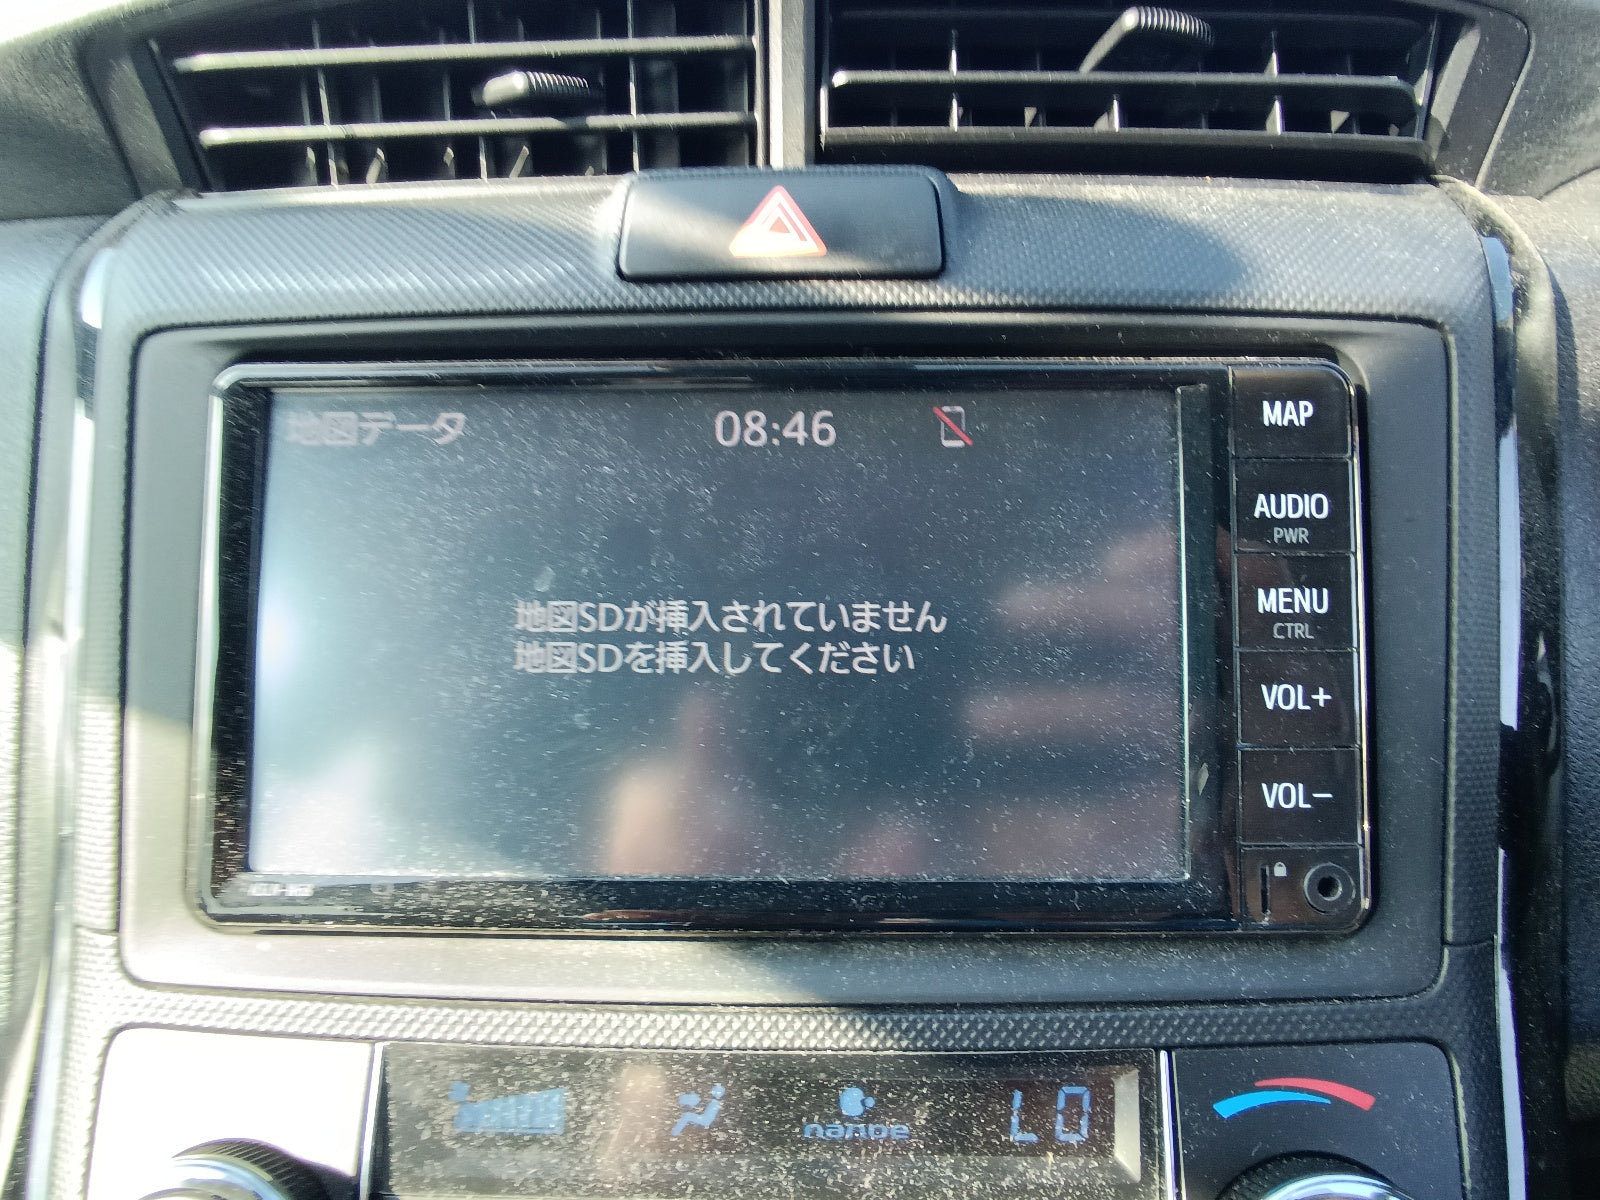 地図データ 08:46
MAP
AUDIO
PWR
MENU
CTRL
地図SDが挿入されていません
地図SDを挿入してください
VOL+
VOL-
nanoe LO